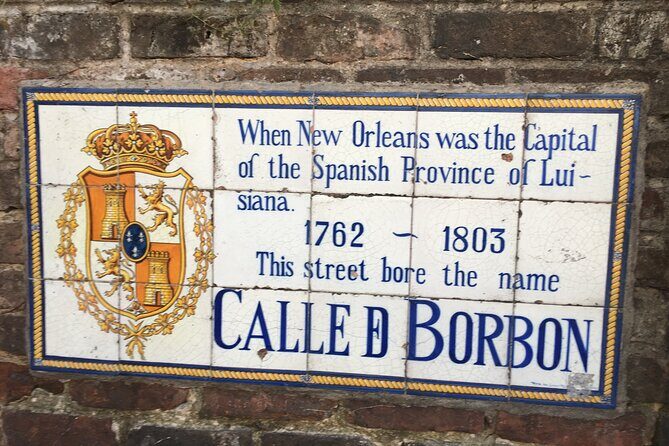 When New Orleans was the Capital
of the Spanish Province of Lui~
siana.
1762 ~ 1803
This street bore the name
CALLE D BORBON